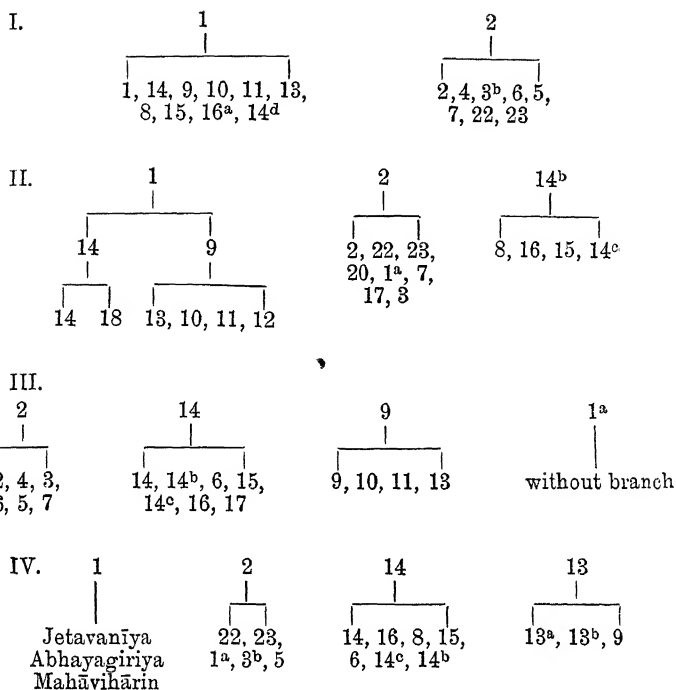 I.
1
2
1, 14, 9, 10, 11, 13,
8, 15, 16ᵃ, 14ᵈ
2, 4, 3ᵇ, 6, 5,
7, 22, 23
II.
1
2
14ᵇ
14
9
14 18
13, 10, 11, 12
2, 22, 23,
20, 1ᵃ, 7,
17, 3
8, 16, 15, 14ᶜ
III.
2
14
9
1ᵃ
, 4, 3,
, 5, 7
14, 14ᵇ, 6, 15,
14ᶜ, 16, 17
9, 10, 11, 13
without branch
IV.
1
2
14
13
Jetavanīya
Abhayagiriya
Mahāvihārin
22, 23,
1ᵃ, 3ᵇ, 5
14, 16, 8, 15,
6, 14ᶜ, 14ᵇ
13ᵃ, 13ᵇ, 9